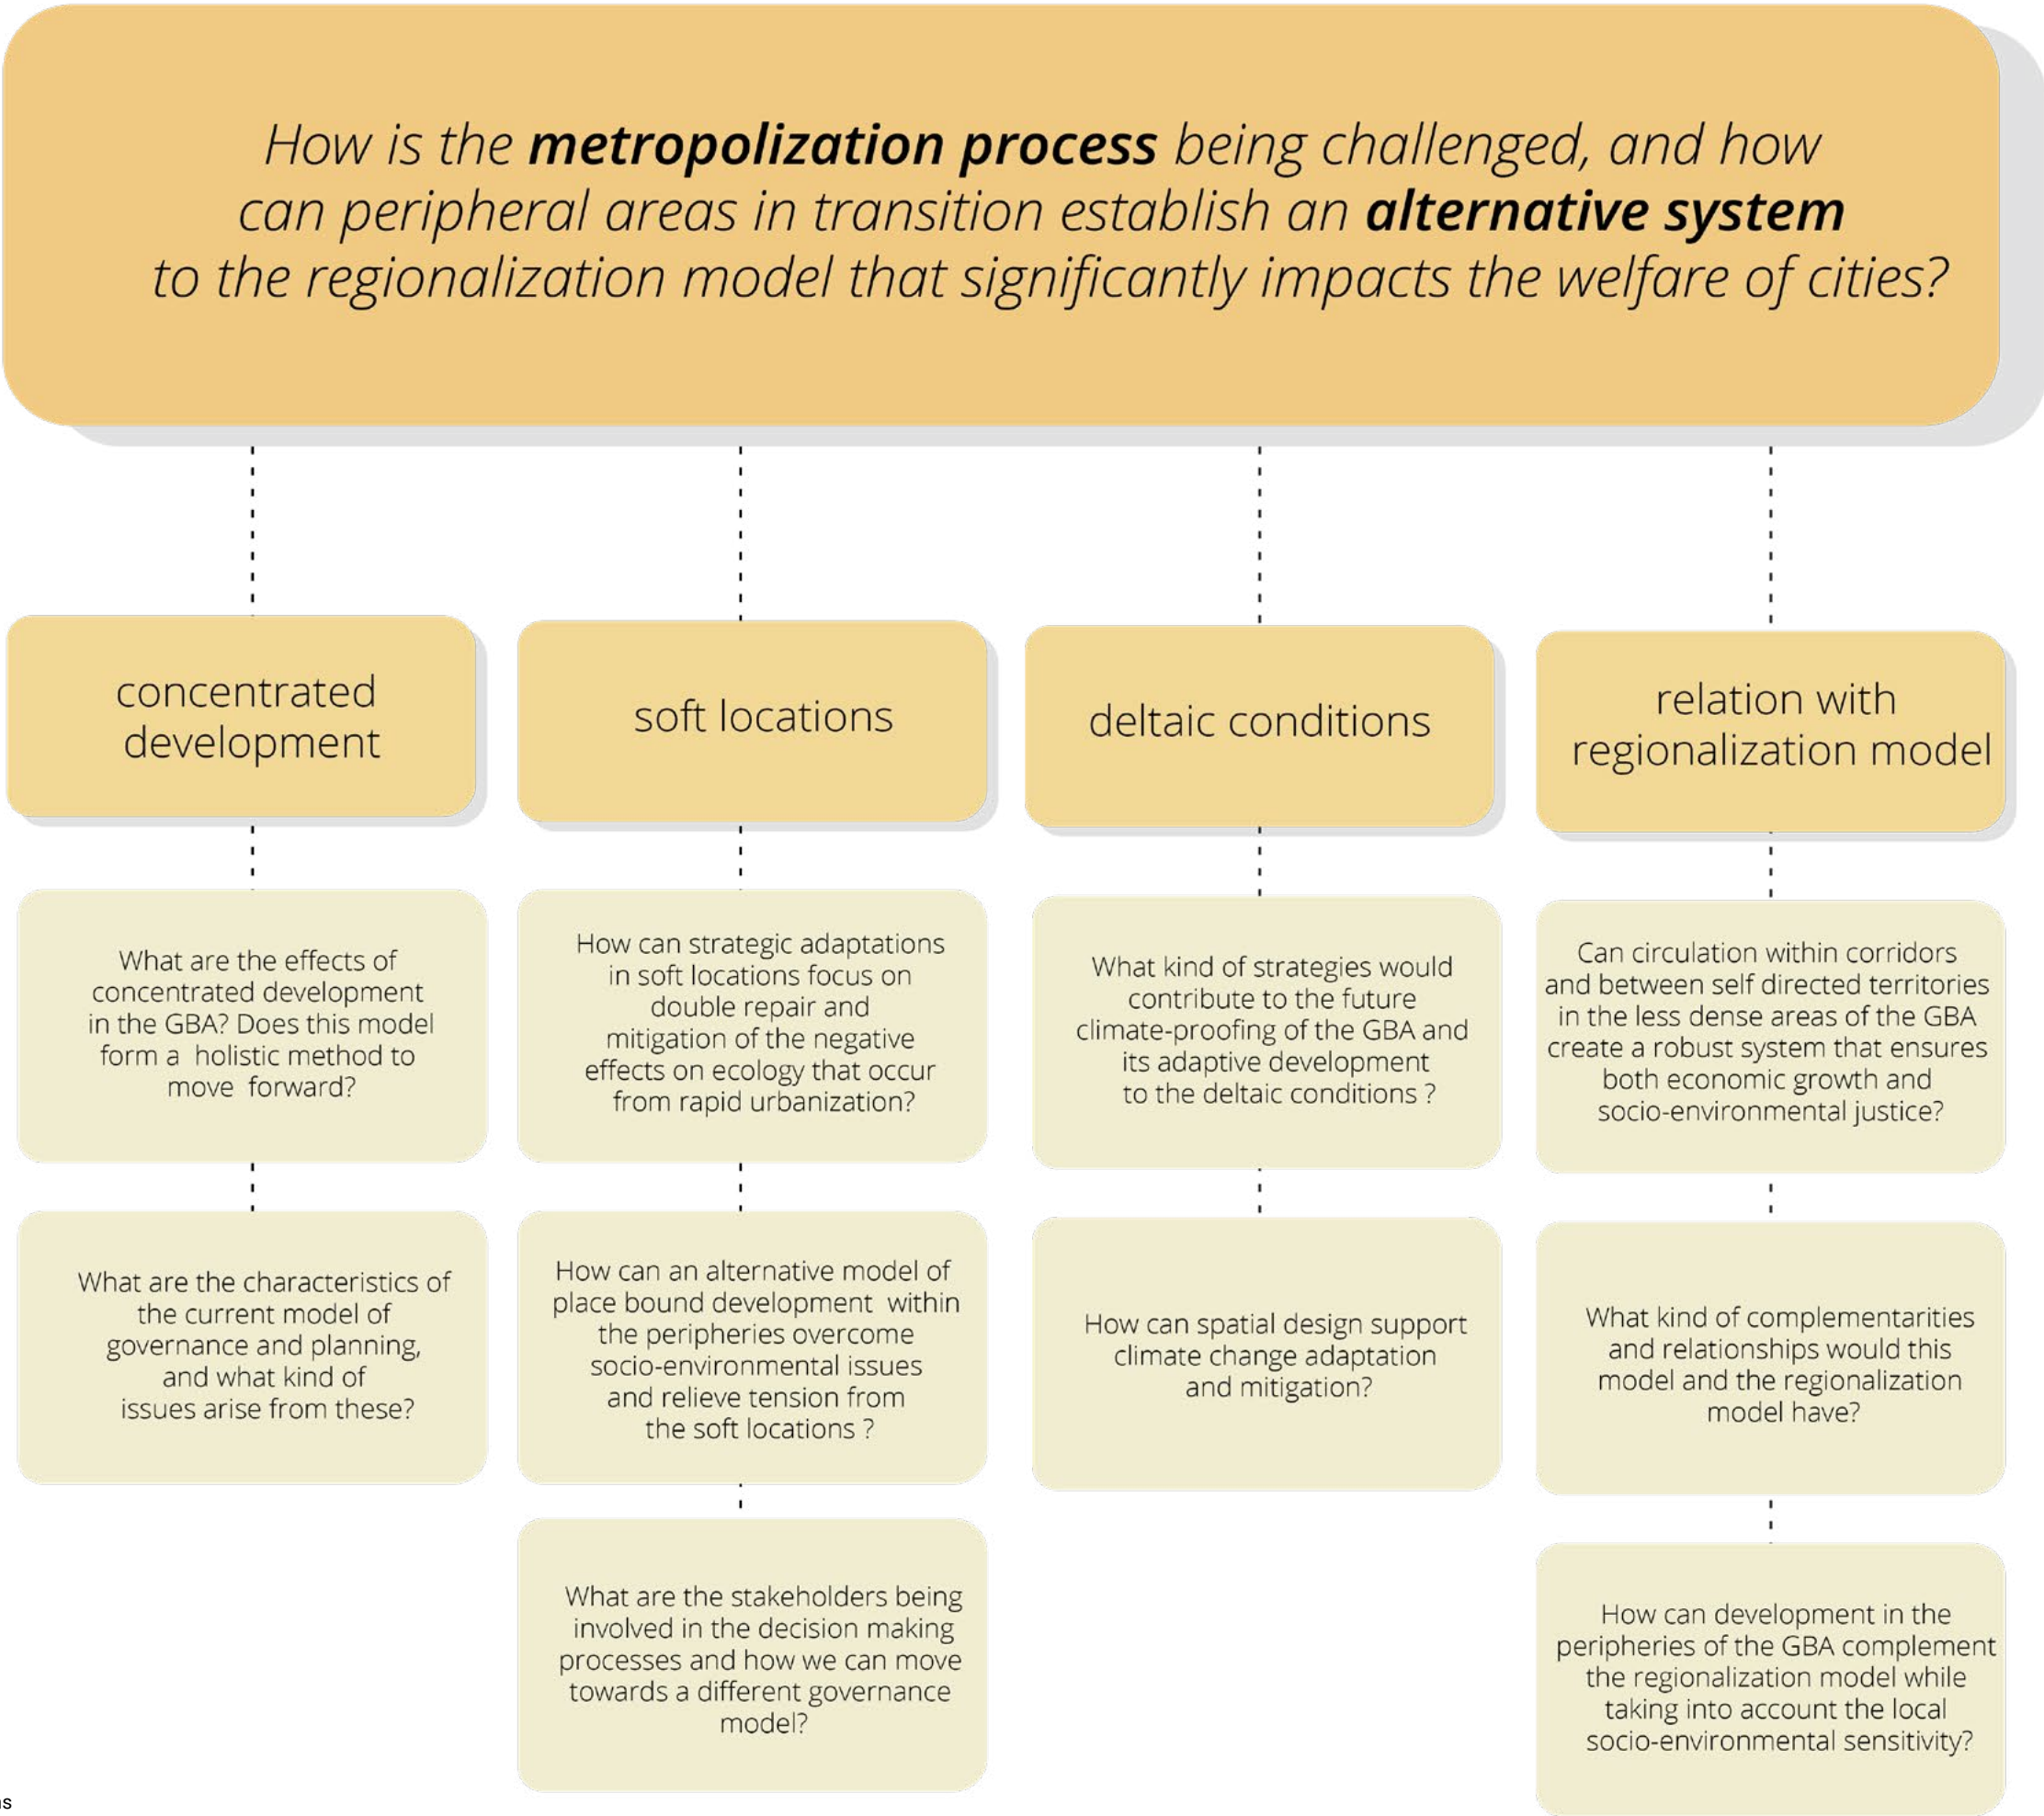 How is the metropolization process being challenged, and how
can peripheral areas in transition establish an alternative system
to the regionalization model that significantly impacts the welfare of cities?
concentrated
development
What are the effects of
concentrated development
in the GBA? Does this model
form a holistic method to
move forward?
What are the characteristics of
the current model of
governance and planning,
and what kind of
issues arise from these?
soft locations
How can strategic adaptations
in soft locations focus on
double repair and
mitigation of the negative
effects on ecology that occur
from rapid urbanization?
How can an alternative model of
place bound development within
the peripheries overcome
socio-environmental issues
and relieve tension from
the soft locations ?
What are the stakeholders being
involved in the decision making
processes and how we can move
towards a different governance
model?
deltaic conditions
What kind of strategies would
contribute to the future
climate-proofing of the GBA and
its adaptive development
to the deltaic conditions ?
How can spatial design support
climate change adaptation
and mitigation?
relation with
regionalization model
Can circulation within corridors
and between self directed territories
in the less dense areas of the GBA
create a robust system that ensures
both economic growth and
socio-environmental justice?
What kind of complementarities
and relationships would this
model and the regionalization
model have?
How can development in the
peripheries of the GBA complement
the regionalization model while
taking into account the local
socio-environmental sensitivity?